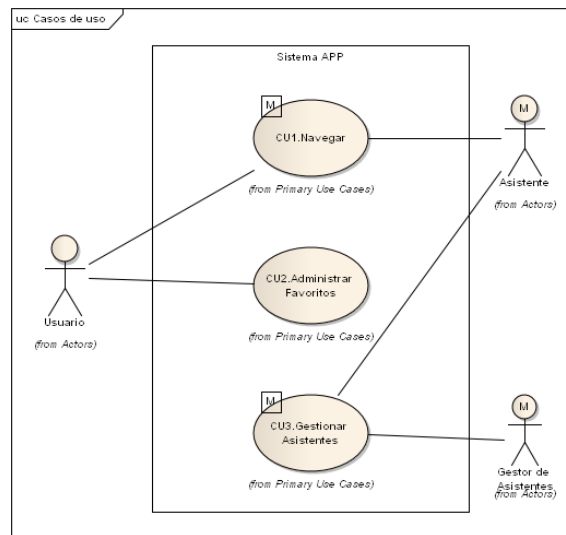 uc Casos de uso
Sistema APP
M
CU1.Navegar
(from Primary Use Cases)
M
Asistente
(from Actors)
CU2.Administrar
Favoritos
(from Primary Use Cases)
Usuario
(from Actors)
M
CU3.Gestionar
Asistentes
(from Primary Use Cases)
M
Gestor de
Asistentes
(from Actors)